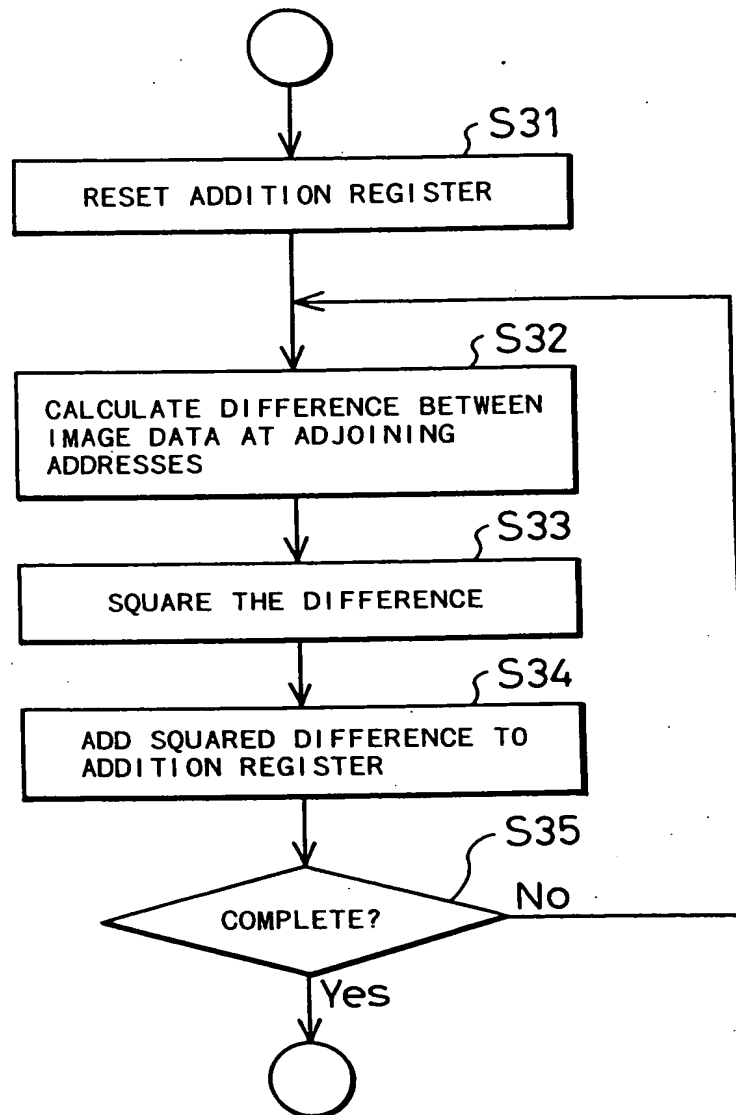 S31
RESET ADDITION REGISTER
S32
CALCULATE DIFFERENCE BETWEEN
IMAGE DATA AT ADJOINING
ADDRESSES
S33
SQUARE THE DIFFERENCE
S34
ADD SQUARED DIFFERENCE TO
ADDITION REGISTER
S35
COMPLETE?
No
Yes